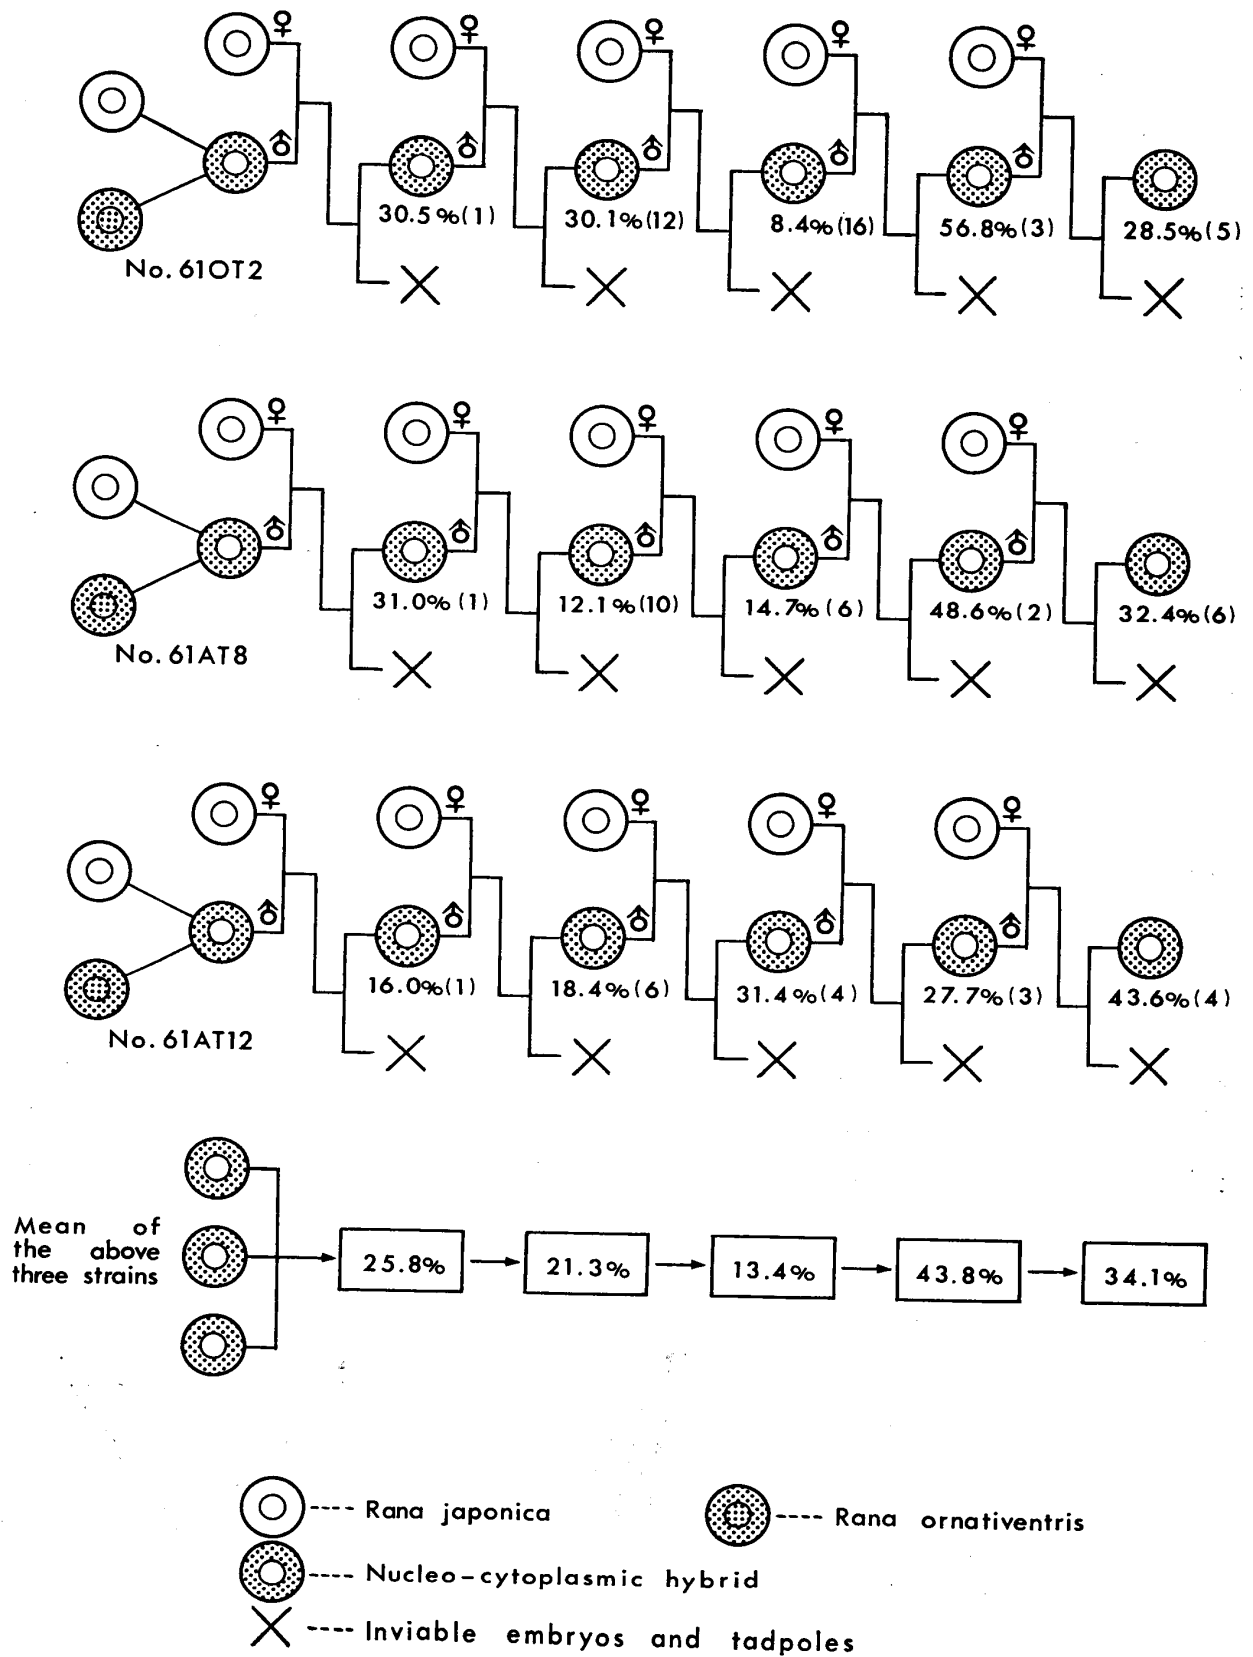 ♀ ♀ ♀ ♀ ♀
♂ ♂ ♂ ♂ ♂
30.5%(1) 30.1%(12) 8.4%(16) 56.8%(3) 28.5%(5)
No. 61OT2
♀ ♀ ♀ ♀ ♀
♂ ♂ ♂ ♂ ♂
31.0%(1) 12.1%(10) 14.7%(6) 48.6%(2) 32.4%(6)
No. 61AT8
♀ ♀ ♀ ♀ ♀
♂ ♂ ♂ ♂ ♂
16.0%(1) 18.4%(6) 31.4%(4) 27.7%(3) 43.6%(4)
No. 61AT12
Mean of
the above
three strains
25.8% 21.3% 13.4% 43.8% 34.1%
Rana japonica
Rana ornativentris
Nucleo-cytoplasmic hybrid
Inviable embryos and tadpoles